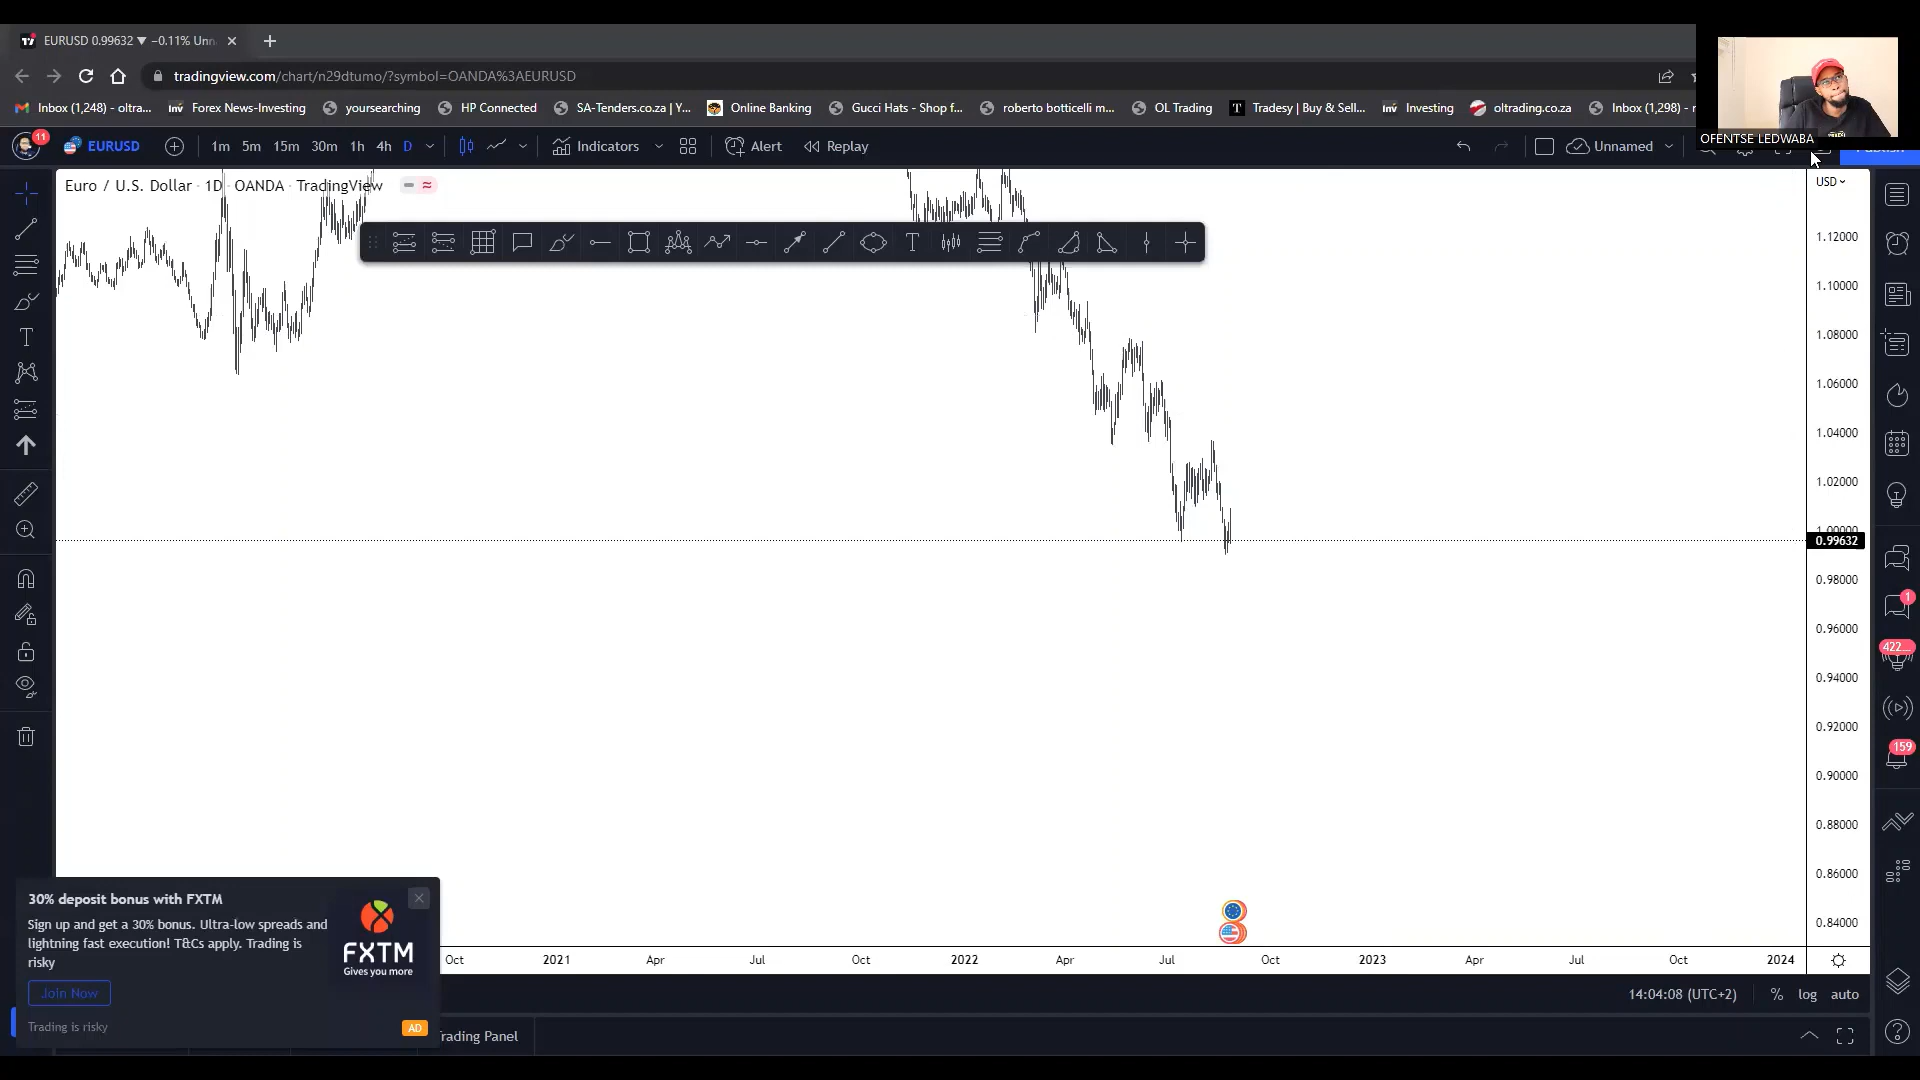 EURUSD 0.99632 ▼ −0.11% Unn
tradingview.com/chart/n29dtumo/?symbol=OANDA%3AEURUSD
Inbox (1,248) - oltra...
Forex News-Investing
yoursearching
HP Connected
SA-Tenders.co.za | Y...
Online Banking
Gucci Hats - Shop f...
roberto botticelli m...
OL Trading
Tradesy | Buy & Sell...
Investing
oltrading.co.za
Inbox (1,298) - r
OFENTSE LEDWABA
11
EURUSD
1m 5m 15m 30m 1h 4h D
Indicators
Alert
Replay
Unnamed
Euro / U.S. Dollar · 1D · OANDA · TradingView
USD
1.12000
1.10000
1.08000
1.06000
1.04000
1.02000
1.00000
0.99632
0.98000
0.96000
0.94000
0.92000
0.90000
0.88000
0.86000
0.84000
1
422...
159
30% deposit bonus with FXTM
Sign up and get a 30% bonus. Ultra-low spreads and
lightning fast execution! T&Cs apply. Trading is
risky
FXTM
Gives you more
Join Now
Trading is risky
AD
Oct 2021 Apr Jul Oct 2022 Apr Jul Oct 2023 Apr Jul Oct 2024
14:04:08 (UTC+2)
% log auto
rading Panel